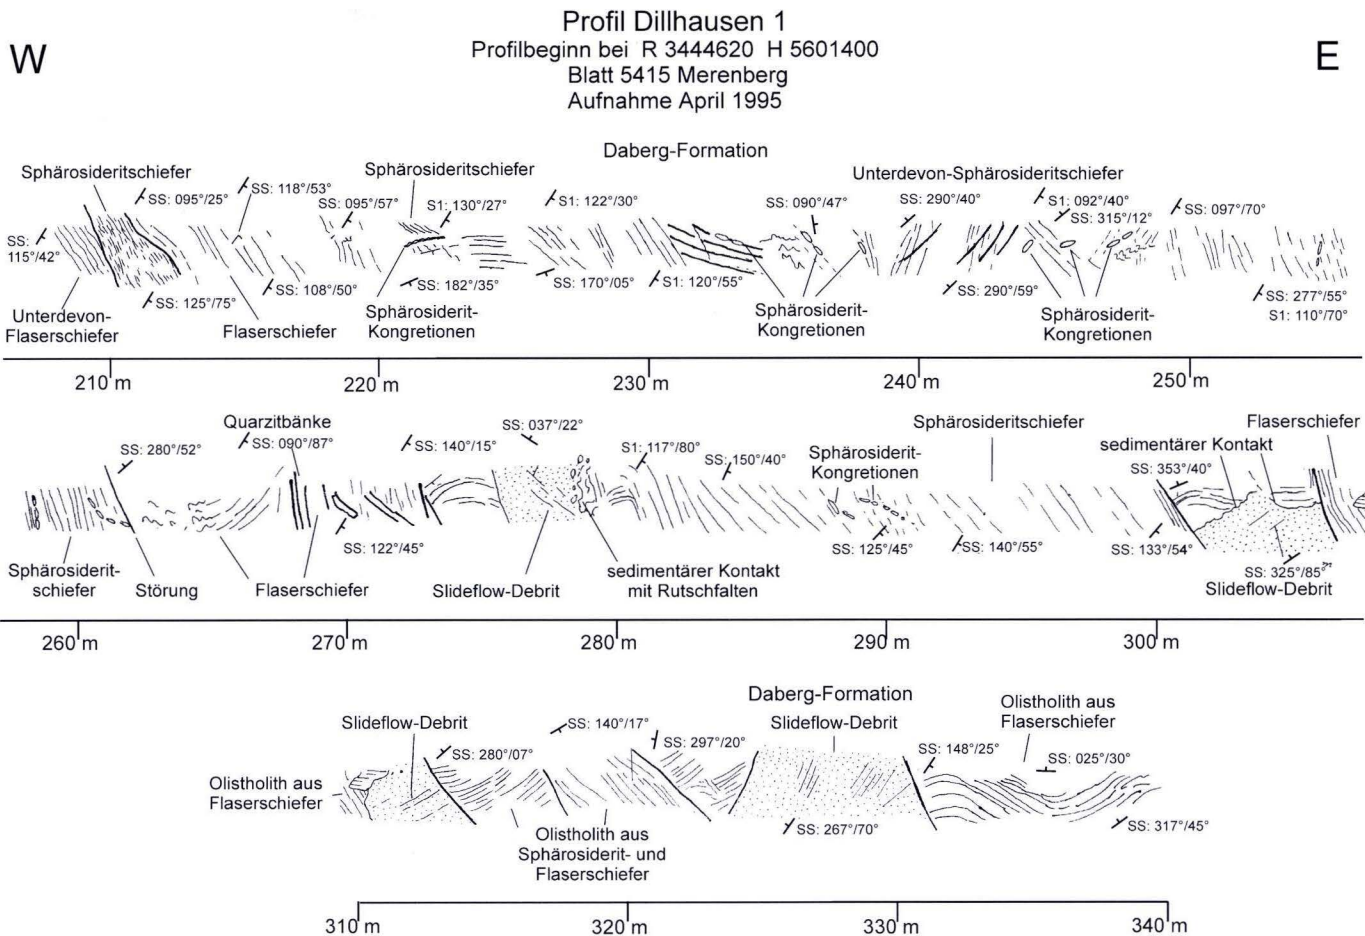 Profil Dillhausen 1
Profilbeginn bei R 3444620 H 5601400
Blatt 5415 Merenberg
Aufnahme April 1995
W
E
Daberg-Formation
Sphärosideritschiefer
Sphärosideritschiefer
Unterdevon-Sphärosideritschiefer
SS: 095°/25°
SS: 118°/53°
SS: 095°/57°
S1: 130°/27°
S1: 122°/30°
SS: 090°/47°
SS: 290°/40°
S1: 092°/40°
SS: 315°/12°
SS: 097°/70°
SS:
115°/42°
SS: 125°/75°
SS: 108°/50°
SS: 182°/35°
SS: 170°/05°
S1: 120°/55°
SS: 290°/59°
SS: 277°/55°
S1: 110°/70°
Unterdevon-
Flaserschiefer
Flaserschiefer
Sphärosiderit-
Kongretionen
Sphärosiderit-
Kongretionen
Sphärosiderit-
Kongretionen
210 m
220 m
230 m
240 m
250 m
Quarzitbänke
SS: 280°/52°
SS: 090°/87°
SS: 140°/15°
SS: 037°/22°
S1: 117°/80°
SS: 150°/40°
Sphärosiderit-
Kongretionen
Sphärosideritschiefer
sedimentärer Kontakt
Flaserschiefer
SS: 353°/40°
SS: 122°/45°
SS: 125°/45°
SS: 140°/55°
SS: 133°/54°
SS: 325°/85°
Sphärosiderit-
schiefer
Störung
Flaserschiefer
Slideflow-Debrit
sedimentärer Kontakt
mit Rutschfalten
Slideflow-Debrit
260 m
270 m
280 m
290 m
300 m
Daberg-Formation
Slideflow-Debrit
Slideflow-Debrit
Olistholith aus
Flaserschiefer
SS: 280°/07°
SS: 140°/17°
SS: 297°/20°
SS: 148°/25°
SS: 025°/30°
Olistholith aus
Flaserschiefer
SS: 267°/70°
SS: 317°/45°
Olistholith aus
Sphärosiderit- und
Flaserschiefer
310 m
320 m
330 m
340 m